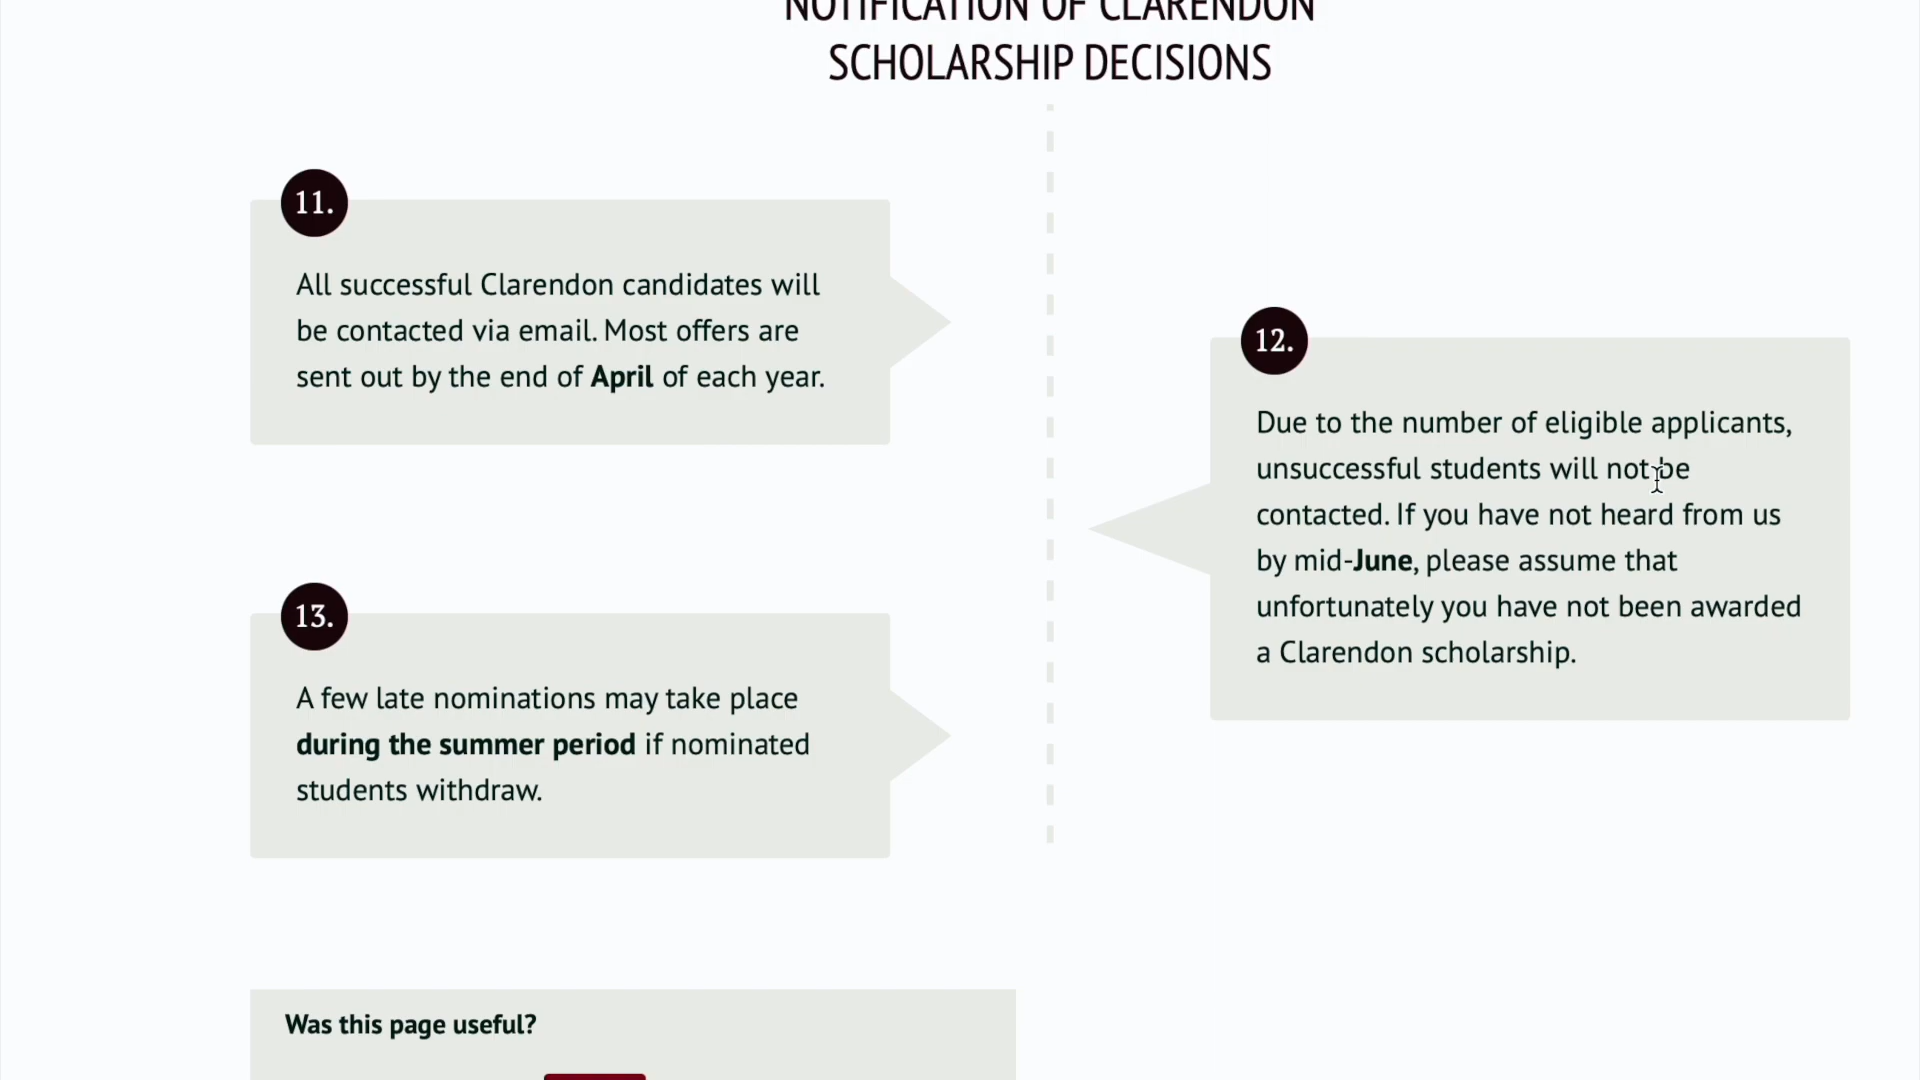 NOTIFICATION OF CLARENDON
SCHOLARSHIP DECISIONS
11.
All successful Clarendon candidates will
be contacted via email. Most offers are
sent out by the end of April of each year.
12.
Due to the number of eligible applicants,
unsuccessful students will not be
contacted. If you have not heard from us
by mid-June, please assume that
unfortunately you have not been awarded
a Clarendon scholarship.
13.
A few late nominations may take place
during the summer period if nominated
students withdraw.
Was this page useful?